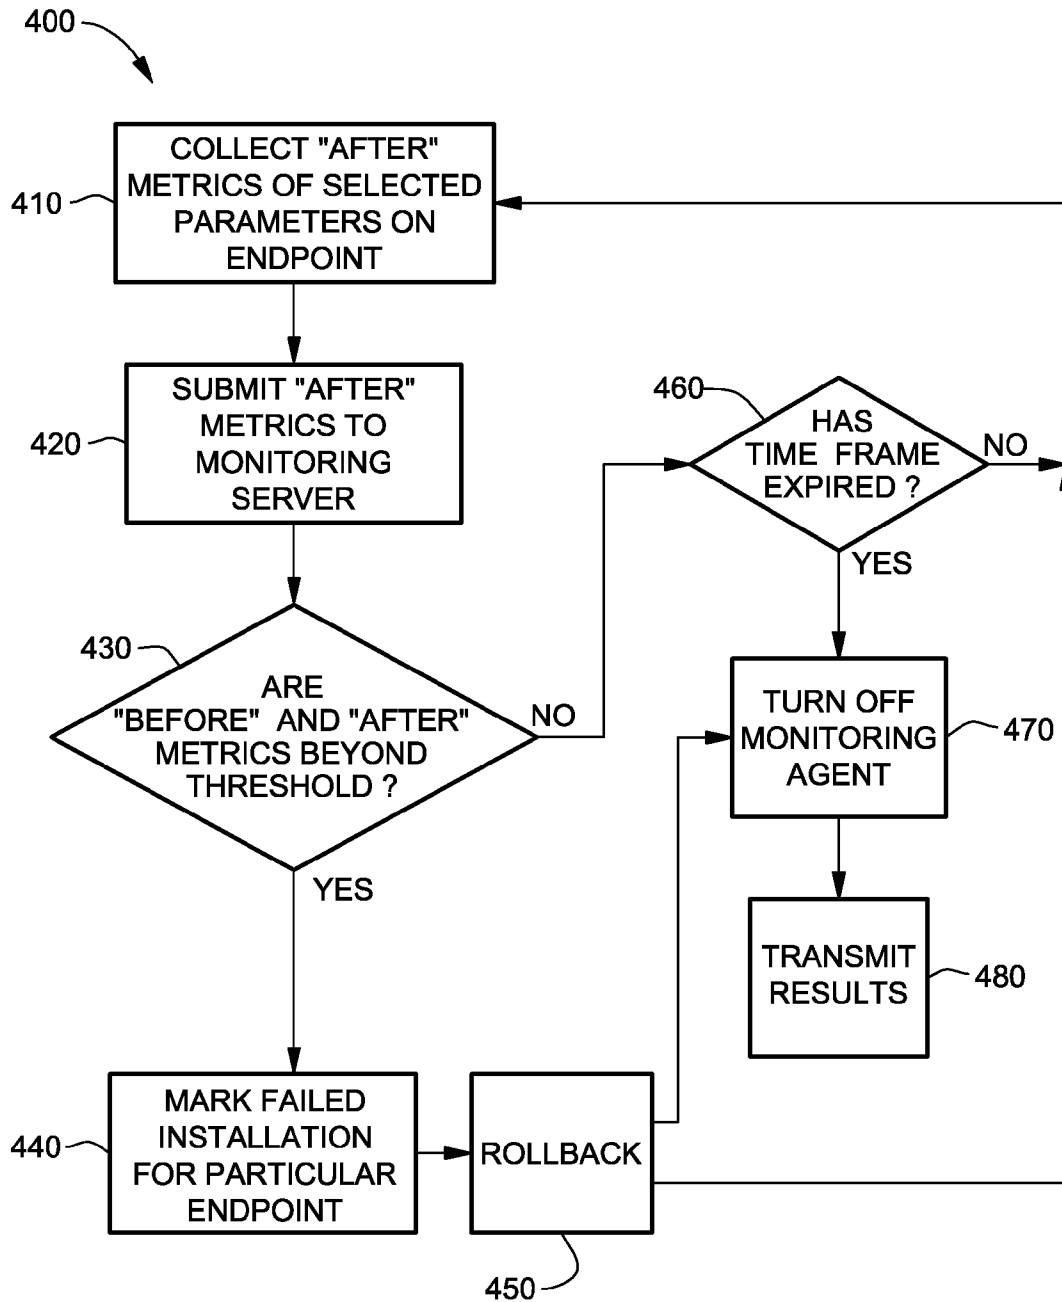 400
COLLECT "AFTER"
METRICS OF SELECTED
PARAMETERS ON
ENDPOINT
410
SUBMIT "AFTER"
METRICS TO
MONITORING
SERVER
420
460
HAS
TIME FRAME
EXPIRED ?
NO
YES
430
ARE
"BEFORE" AND "AFTER"
METRICS BEYOND
THRESHOLD ?
NO
YES
TURN OFF
MONITORING
AGENT
470
TRANSMIT
RESULTS
480
MARK FAILED
INSTALLATION
FOR PARTICULAR
ENDPOINT
440
ROLLBACK
450